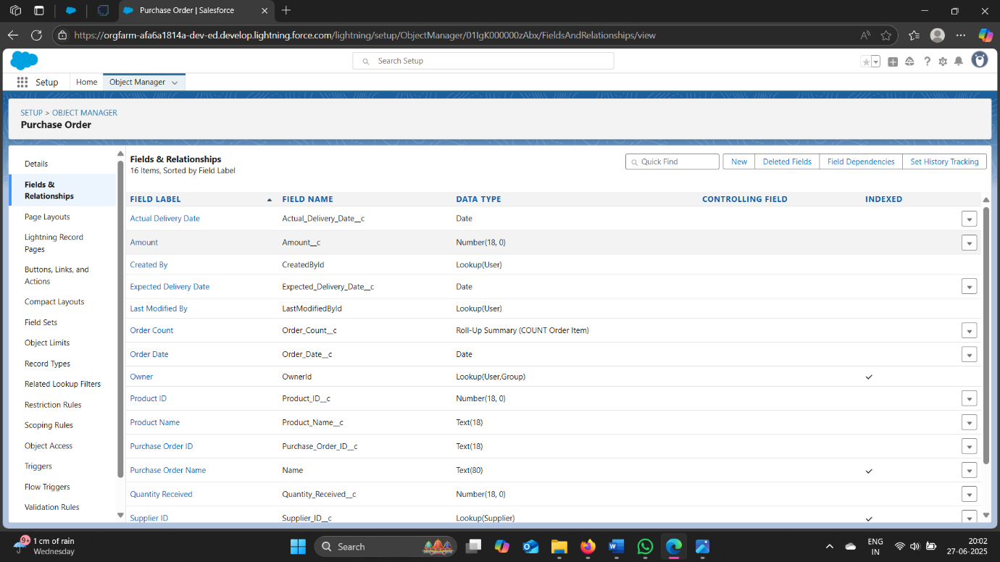 Purchase Order | Salesforce
https://orgfarm-afa6a1814a-dev-ed.develop.lightning.force.com/lightning/setup/ObjectManager/01IgK000000zAbx/FieldsAndRelationships/view
Search Setup
Setup
Home
Object Manager
SETUP > OBJECT MANAGER
Purchase Order
Details
Fields &
Relationships
Page Layouts
Lightning Record
Pages
Buttons, Links, and
Actions
Compact Layouts
Field Sets
Object Limits
Record Types
Related Lookup Filters
Restriction Rules
Scoping Rules
Object Access
Triggers
Flow Triggers
Validation Rules
Fields & Relationships
16 Items, Sorted by Field Label
Quick Find
New
Deleted Fields
Field Dependencies
Set History Tracking
FIELD LABEL FIELD NAME DATA TYPE CONTROLLING FIELD INDEXED
Actual Delivery Date Actual_Delivery_Date__c Date
Amount Amount__c Number(18, 0)
Created By CreatedById Lookup(User)
Expected Delivery Date Expected_Delivery_Date__c Date
Last Modified By LastModifiedById Lookup(User)
Order Count Order_Count__c Roll-Up Summary (COUNT Order Item)
Order Date Order_Date__c Date
Owner OwnerId Lookup(User,Group)
Product ID Product_ID__c Number(18, 0)
Product Name Product_Name__c Text(18)
Purchase Order ID Purchase_Order_ID__c Text(18)
Purchase Order Name Name Text(80)
Quantity Received Quantity_Received__c Number(18, 0)
Supplier ID Supplier_ID__c Lookup(Supplier)
9+
1 cm of rain
Wednesday
Search
ENG
IN
20:02
27-06-2025